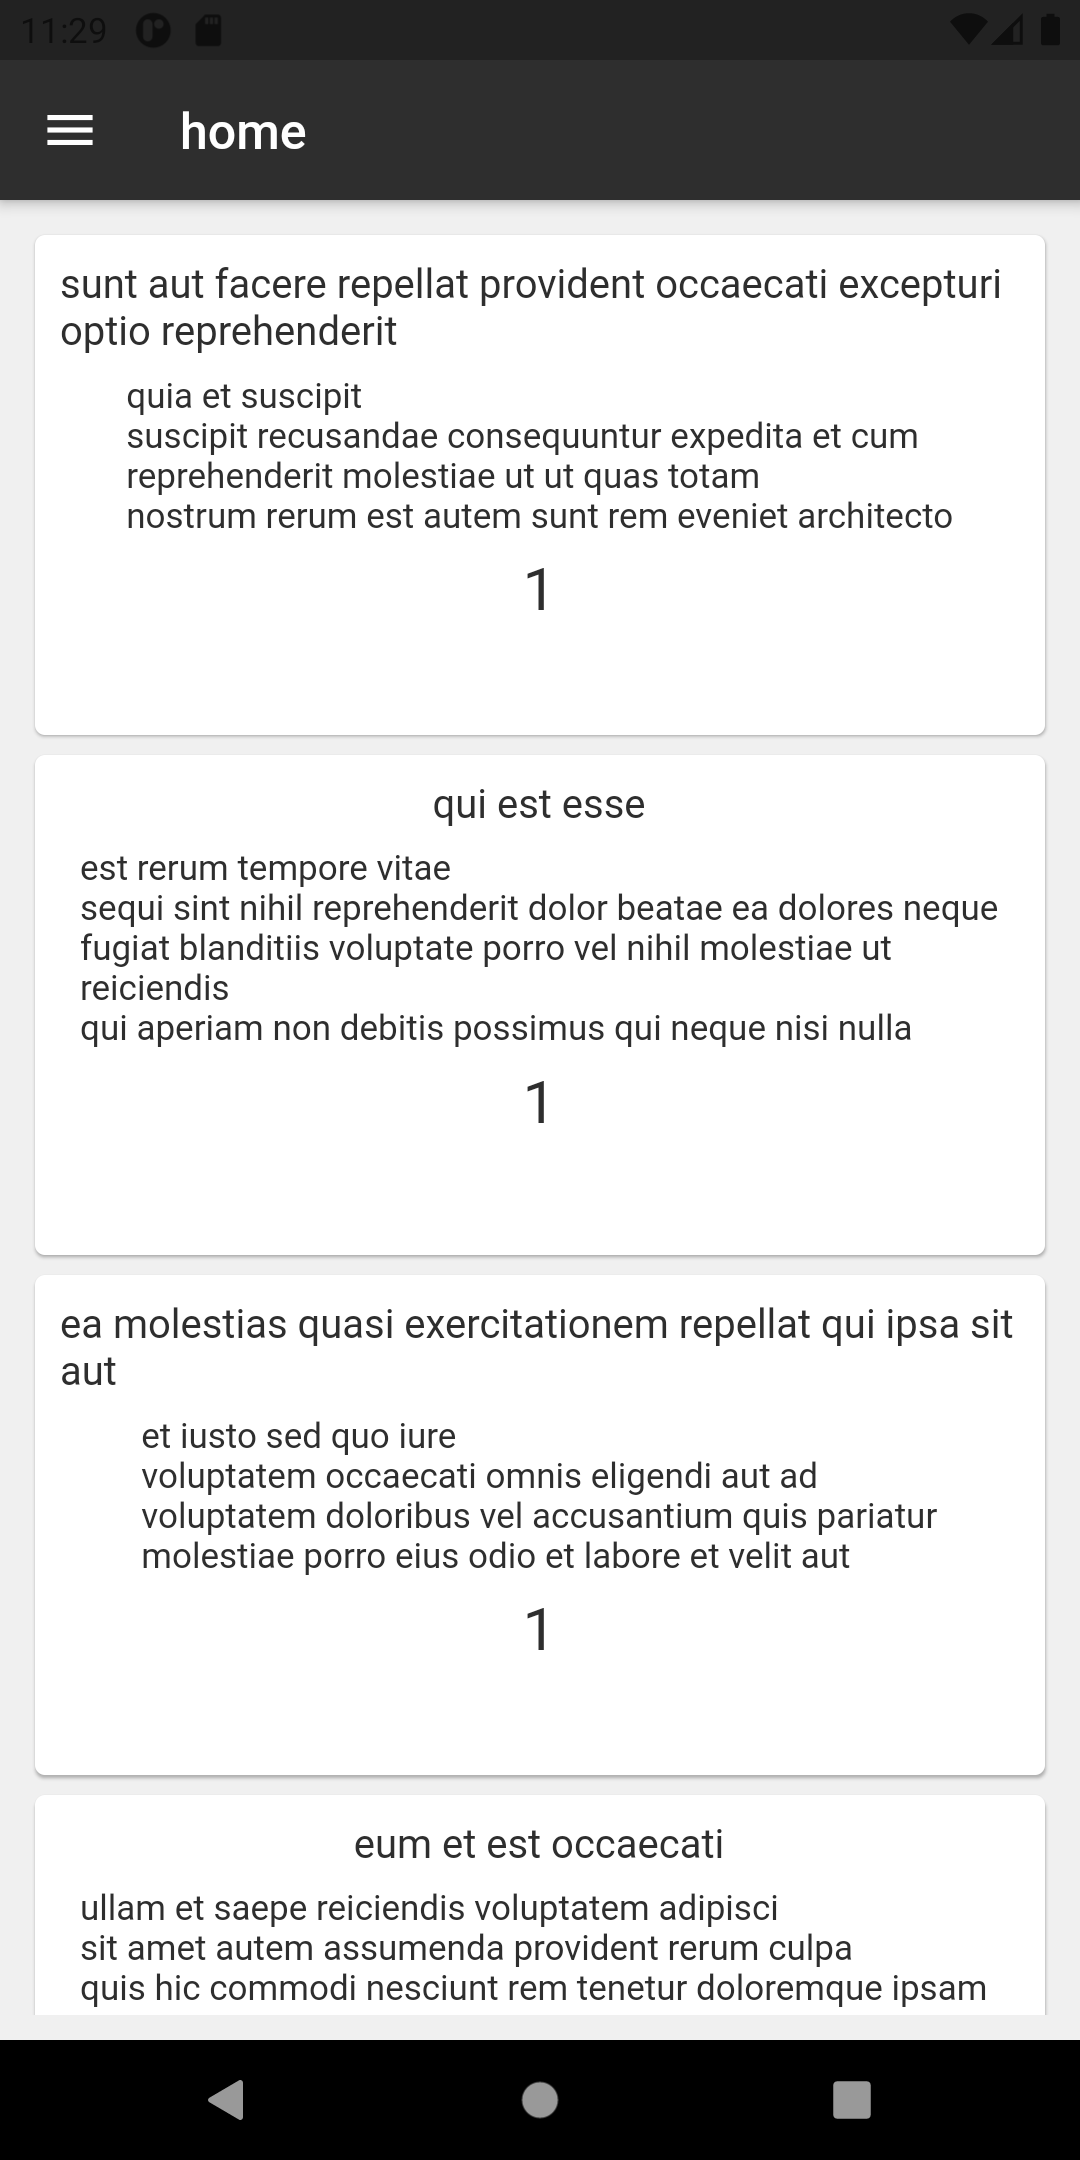 11:29
home
sunt aut facere repellat provident occaecati excepturi
optio reprehenderit
quia et suscipit
suscipit recusandae consequuntur expedita et cum
reprehenderit molestiae ut ut quas totam
nostrum rerum est autem sunt rem eveniet architecto
1
qui est esse
est rerum tempore vitae
sequi sint nihil reprehenderit dolor beatae ea dolores neque
fugiat blanditiis voluptate porro vel nihil molestiae ut
reiciendis
qui aperiam non debitis possimus qui neque nisi nulla
1
ea molestias quasi exercitationem repellat qui ipsa sit
aut
et iusto sed quo iure
voluptatem occaecati omnis eligendi aut ad
voluptatem doloribus vel accusantium quis pariatur
molestiae porro eius odio et labore et velit aut
1
eum et est occaecati
ullam et saepe reiciendis voluptatem adipisci
sit amet autem assumenda provident rerum culpa
quis hic commodi nesciunt rem tenetur doloremque ipsam